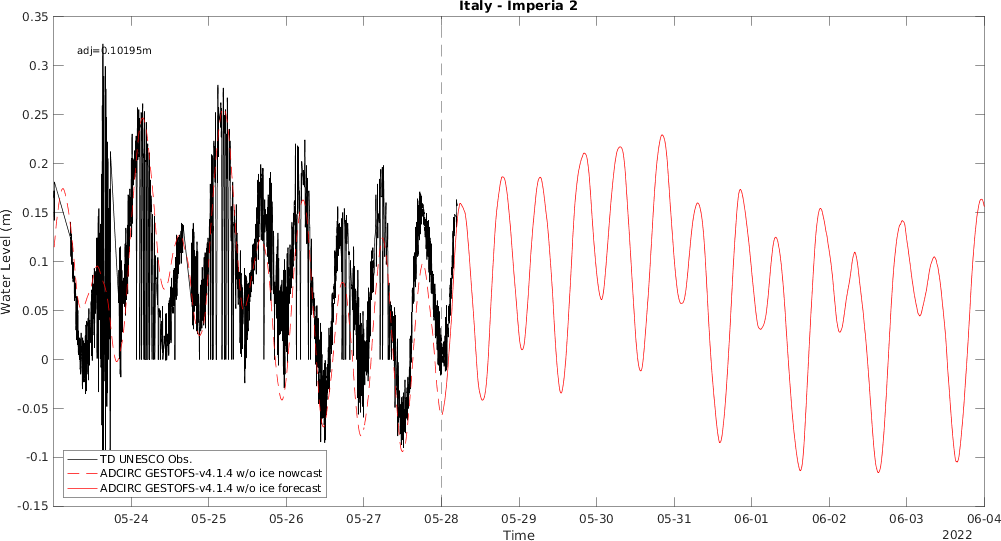 Italy - Imperia 2
0.35
0.3
0.25
0.2
0.15
0.1
0.05
0
-0.05
-0.1
-0.15
Water Level (m)
adj=0.10195m
TD UNESCO Obs.
ADCIRC GESTOFS-v4.1.4 w/o ice nowcast
ADCIRC GESTOFS-v4.1.4 w/o ice forecast
05-24 05-25 05-26 05-27 05-28 05-29 05-30 05-31 06-01 06-02 06-03 06-04
Time
2022